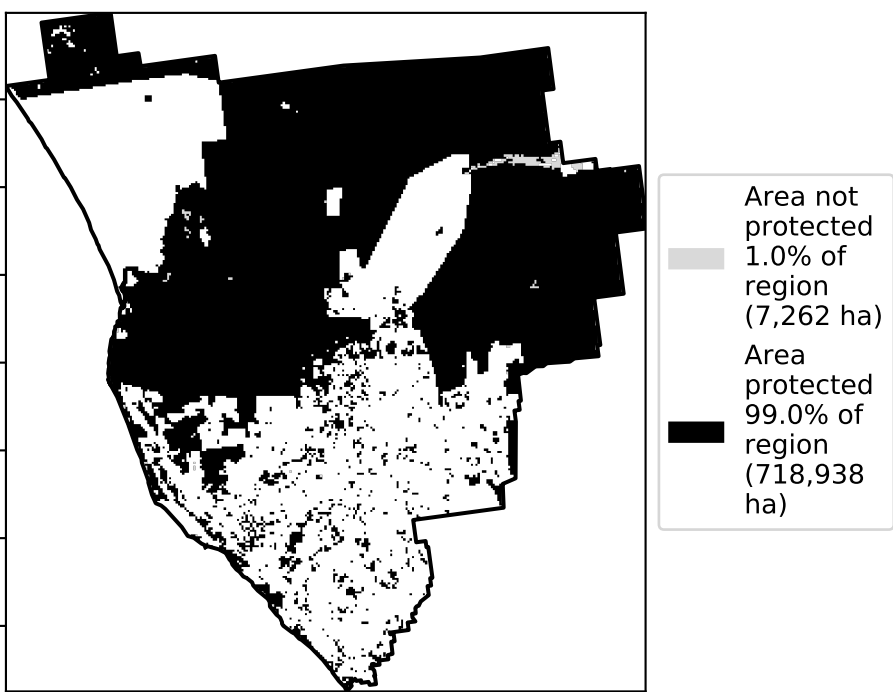 Area not
protected
1.0% of
region
(7,262 ha)
Area
protected
99.0% of
region
(718,938
ha)